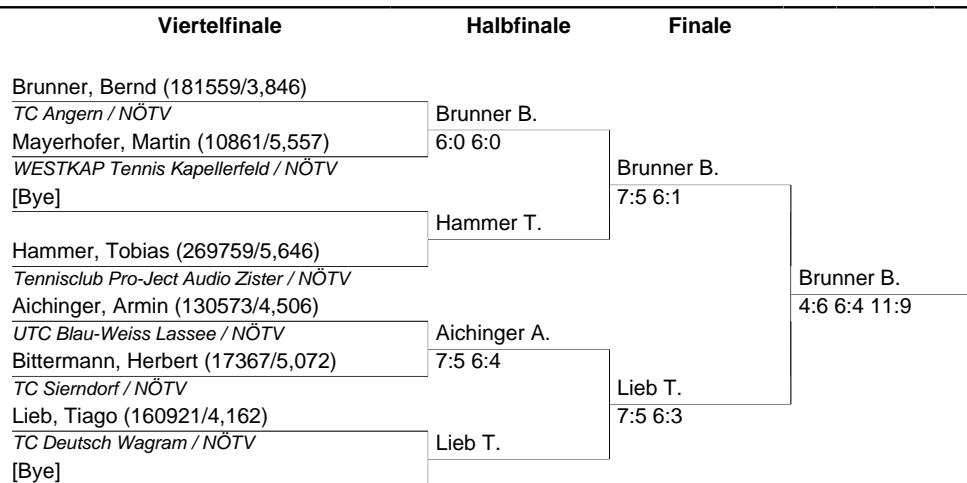 Viertelfinale Halbfinale Finale
Brunner, Bernd (181559/3,846)
TC Angern / NÖTV
Brunner B.
Mayerhofer, Martin (10861/5,557)
6:0 6:0
WESTKAP Tennis Kapellerfeld / NÖTV
Brunner B.
[Bye]
7:5 6:1
Hammer T.
Hammer, Tobias (269759/5,646)
Tennisclub Pro-Ject Audio Zister / NÖTV
Brunner B.
Aichinger, Armin (130573/4,506)
4:6 6:4 11:9
UTC Blau-Weiss Lassee / NÖTV
Aichinger A.
Bittermann, Herbert (17367/5,072)
7:5 6:4
TC Sierndorf / NÖTV
Lieb T.
Lieb, Tiago (160921/4,162)
7:5 6:3
TC Deutsch Wagram / NÖTV
Lieb T.
[Bye]